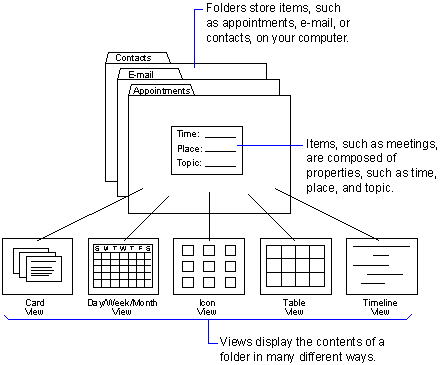 Folders store items, such
as appointments, e-mail, or
contacts, on your computer.
Contacts
E-mail
Appointments
Time:
Place:
Topic:
Items, such as meetings,
are composed of
properties, such as time,
place, and topic.
S M T W T F S
Card
View
Day/Week/Month
View
Icon
View
Table
View
Timeline
View
Views display the contents of a
folder in many different ways.